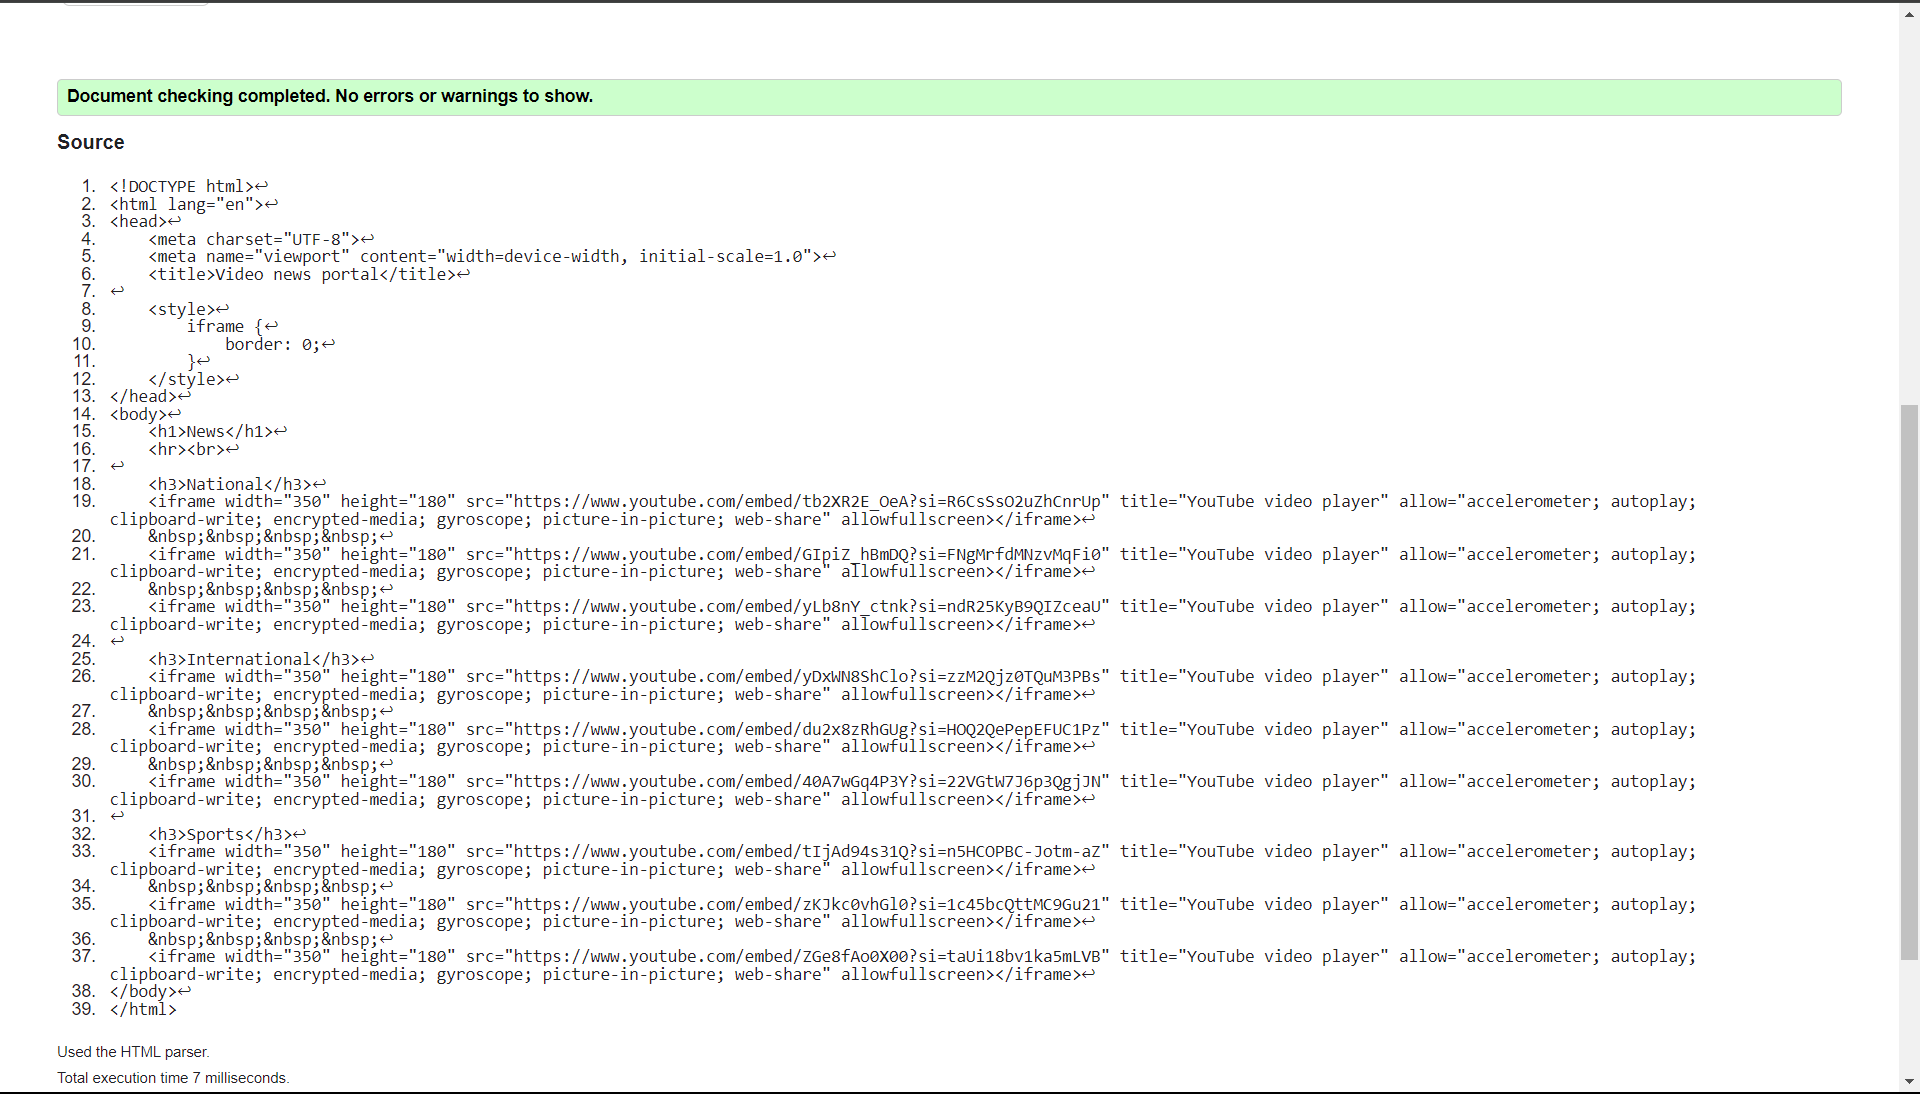 Document checking completed. No errors or warnings to show.
Source
1. <!DOCTYPE html>↩
2. <html lang="en">↩
3. <head>↩
4.     <meta charset="UTF-8">↩
5.     <meta name="viewport" content="width=device-width, initial-scale=1.0">↩
6.     <title>Video news portal</title>↩
7. ↩
8.     <style>↩
9.         iframe {↩
10.             border: 0;↩
11.         }↩
12.     </style>↩
13. </head>↩
14. <body>↩
15.     <h1>News</h1>↩
16.     <hr><br>↩
17. ↩
18.     <h3>National</h3>↩
19.     <iframe width="350" height="180" src="https://www.youtube.com/embed/tb2XR2E_OeA?si=R6CsSsO2uZhCnrUp" title="YouTube video player" allow="accelerometer; autoplay;
clipboard-write; encrypted-media; gyroscope; picture-in-picture; web-share" allowfullscreen></iframe>↩
20.     &nbsp;&nbsp;&nbsp;&nbsp;↩
21.     <iframe width="350" height="180" src="https://www.youtube.com/embed/GIpiZ_hBmDQ?si=FNgMrfdMNzvMqFi0" title="YouTube video player" allow="accelerometer; autoplay;
clipboard-write; encrypted-media; gyroscope; picture-in-picture; web-share" allowfullscreen></iframe>↩
22.     &nbsp;&nbsp;&nbsp;&nbsp;↩
23.     <iframe width="350" height="180" src="https://www.youtube.com/embed/yLb8nY_ctnk?si=ndR25KyB9QIZceaU" title="YouTube video player" allow="accelerometer; autoplay;
clipboard-write; encrypted-media; gyroscope; picture-in-picture; web-share" allowfullscreen></iframe>↩
24. ↩
25.     <h3>International</h3>↩
26.     <iframe width="350" height="180" src="https://www.youtube.com/embed/yDxWN8ShClo?si=zzM2Qjz0TQuM3PBs" title="YouTube video player" allow="accelerometer; autoplay;
clipboard-write; encrypted-media; gyroscope; picture-in-picture; web-share" allowfullscreen></iframe>↩
27.     &nbsp;&nbsp;&nbsp;&nbsp;↩
28.     <iframe width="350" height="180" src="https://www.youtube.com/embed/du2x8zRhGUg?si=HOQ2QePepEFUC1Pz" title="YouTube video player" allow="accelerometer; autoplay;
clipboard-write; encrypted-media; gyroscope; picture-in-picture; web-share" allowfullscreen></iframe>↩
29.     &nbsp;&nbsp;&nbsp;&nbsp;↩
30.     <iframe width="350" height="180" src="https://www.youtube.com/embed/40A7wGq4P3Y?si=22VGtW7J6p3QgjJN" title="YouTube video player" allow="accelerometer; autoplay;
clipboard-write; encrypted-media; gyroscope; picture-in-picture; web-share" allowfullscreen></iframe>↩
31. ↩
32.     <h3>Sports</h3>↩
33.     <iframe width="350" height="180" src="https://www.youtube.com/embed/tIjAd94s31Q?si=n5HCOPBC-Jotm-aZ" title="YouTube video player" allow="accelerometer; autoplay;
clipboard-write; encrypted-media; gyroscope; picture-in-picture; web-share" allowfullscreen></iframe>↩
34.     &nbsp;&nbsp;&nbsp;&nbsp;↩
35.     <iframe width="350" height="180" src="https://www.youtube.com/embed/zKJkc0vhGl0?si=1c45bcQttMC9Gu21" title="YouTube video player" allow="accelerometer; autoplay;
clipboard-write; encrypted-media; gyroscope; picture-in-picture; web-share" allowfullscreen></iframe>↩
36.     &nbsp;&nbsp;&nbsp;&nbsp;↩
37.     <iframe width="350" height="180" src="https://www.youtube.com/embed/ZGe8fAo0X00?si=taUi18bv1ka5mLVB" title="YouTube video player" allow="accelerometer; autoplay;
clipboard-write; encrypted-media; gyroscope; picture-in-picture; web-share" allowfullscreen></iframe>↩
38. </body>↩
39. </html>
Used the HTML parser.
Total execution time 7 milliseconds.